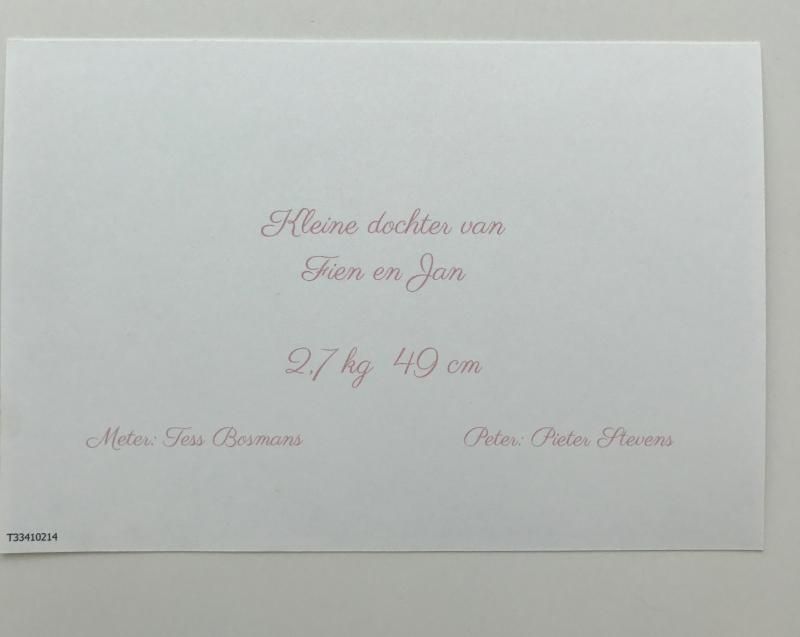 Kleine dochter van
Fien en Jan
2,7 kg 49 cm
Meter: Tess Bosmans
Peter: Pieter Stevens
T33410214